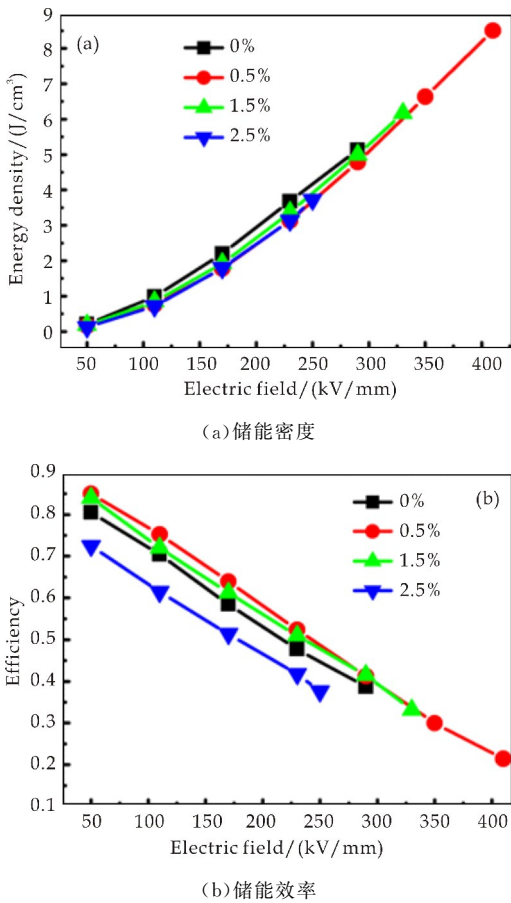 9
8
7
6
5
4
3
2
1
0
(a)
0%
0.5%
1.5%
2.5%
Energy density/(J/cm³)
50 100 150 200 250 300 350 400
Electric field/(kV/mm)
(a)储能密度
0.9
0.8
0.7
0.6
0.5
0.4
0.3
0.2
0.1
(b)
0%
0.5%
1.5%
2.5%
Efficiency
50 100 150 200 250 300 350 400
Electric field/(kV/mm)
(b)储能效率